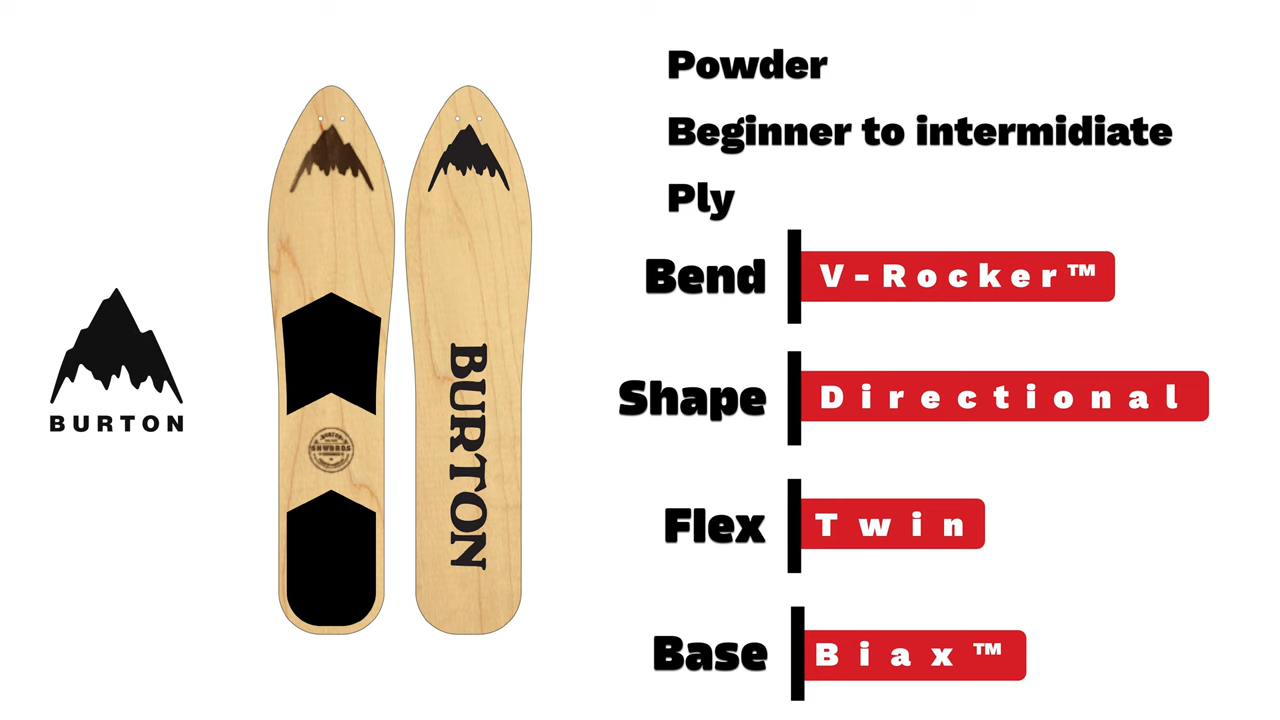 Powder
Beginner to intermidiate
Ply
Bend V-Rocker™
Shape Directional
Flex Twin
Base Biax™
BURTON
BURTON